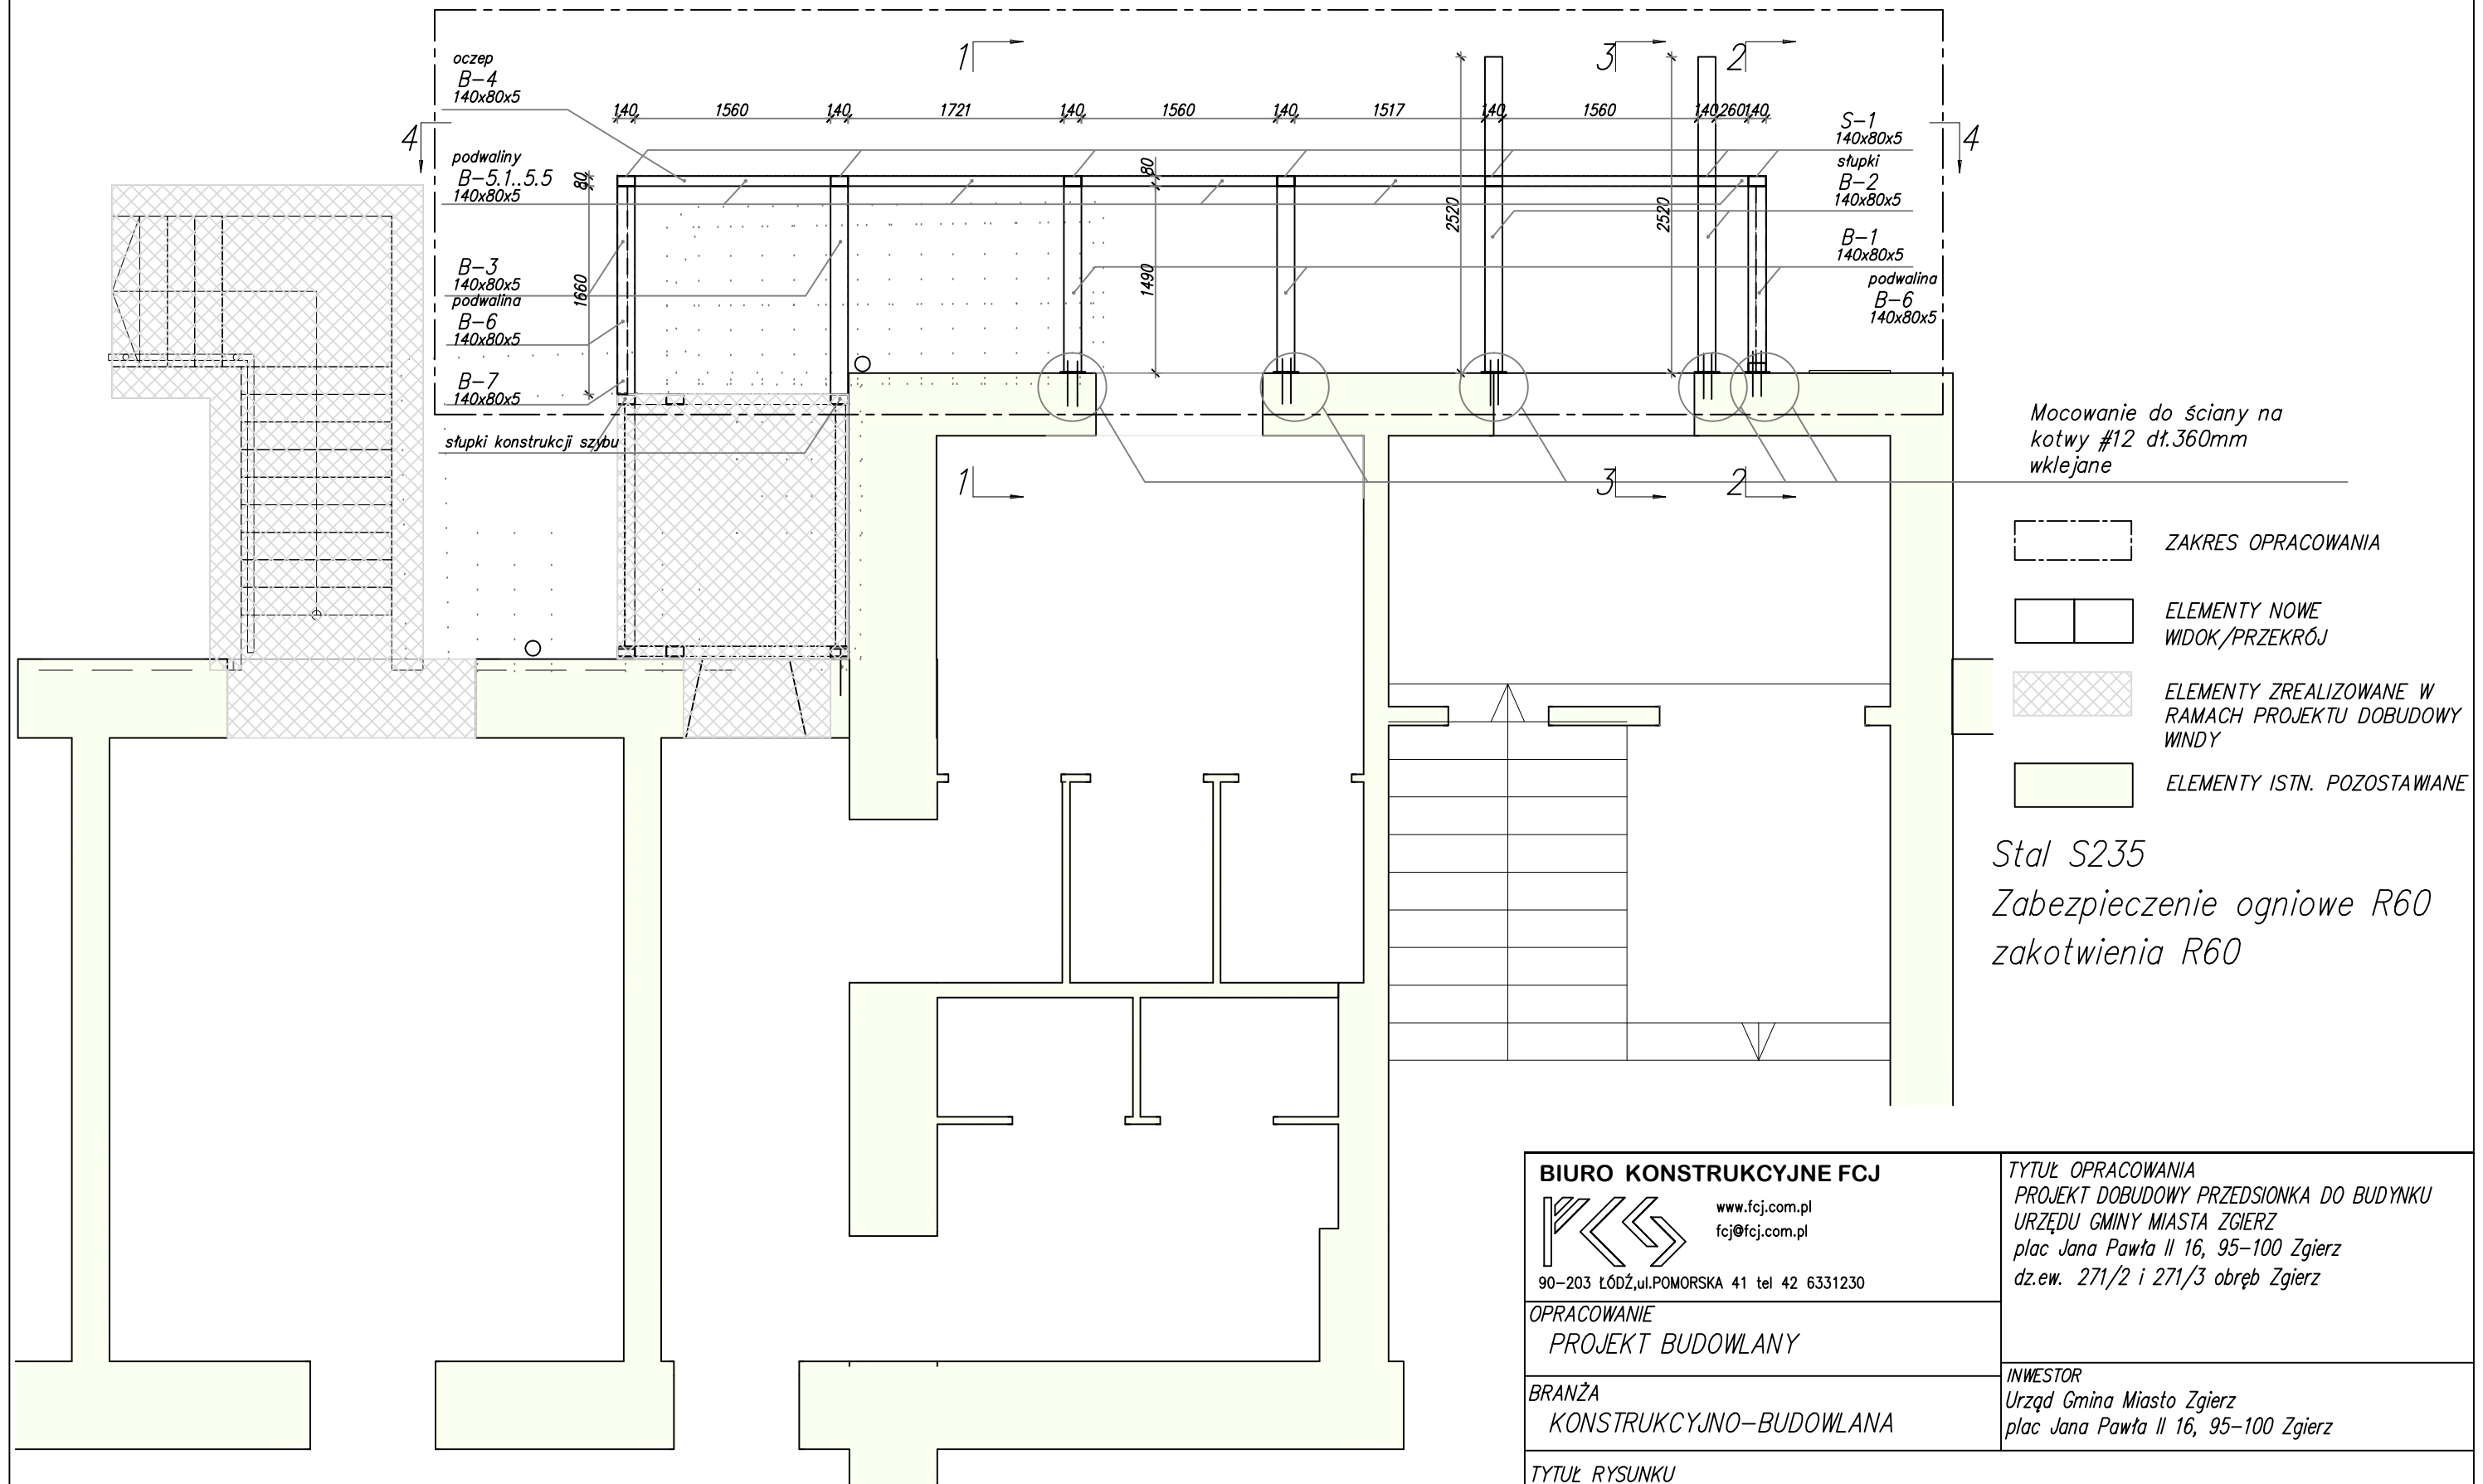 1
3
2
oczep
B-4
140x80x5
140
1560
140
1721
140
1560
140
1517
140
1560
140
260
140
4
4
S-1
140x80x5
słupki
B-2
140x80x5
podwaliny
B-5.1..5.5
140x80x5
80
80
2520
2520
B-1
140x80x5
B-3
140x80x5
1660
1490
podwalina
B-6
140x80x5
podwalina
B-6
140x80x5
B-7
140x80x5
słupki konstrukcji szybu
1
3
2
Mocowanie do ściany na
kotwy #12 dł.360mm
wklejane
ZAKRES OPRACOWANIA
ELEMENTY NOWE
WIDOK/PRZEKRÓJ
ELEMENTY ZREALIZOWANE W
RAMACH PROJEKTU DOBUDOWY
WINDY
ELEMENTY ISTN. POZOSTAWIANE
Stal S235
Zabezpieczenie ogniowe R60
zakotwienia R60
BIURO KONSTRUKCYJNE FCJ
www.fcj.com.pl
fcj@fcj.com.pl
90-203 ŁÓDŹ,ul.POMORSKA 41 tel 42 6331230
TYTUŁ OPRACOWANIA
PROJEKT DOBUDOWY PRZEDSIONKA DO BUDYNKU
URZĘDU GMINY MIASTA ZGIERZ
plac Jana Pawła II 16, 95-100 Zgierz
dz.ew. 271/2 i 271/3 obręb Zgierz
OPRACOWANIE
PROJEKT BUDOWLANY
BRANŻA
KONSTRUKCYJNO-BUDOWLANA
INWESTOR
Urząd Gmina Miasto Zgierz
plac Jana Pawła II 16, 95-100 Zgierz
TYTUŁ RYSUNKU